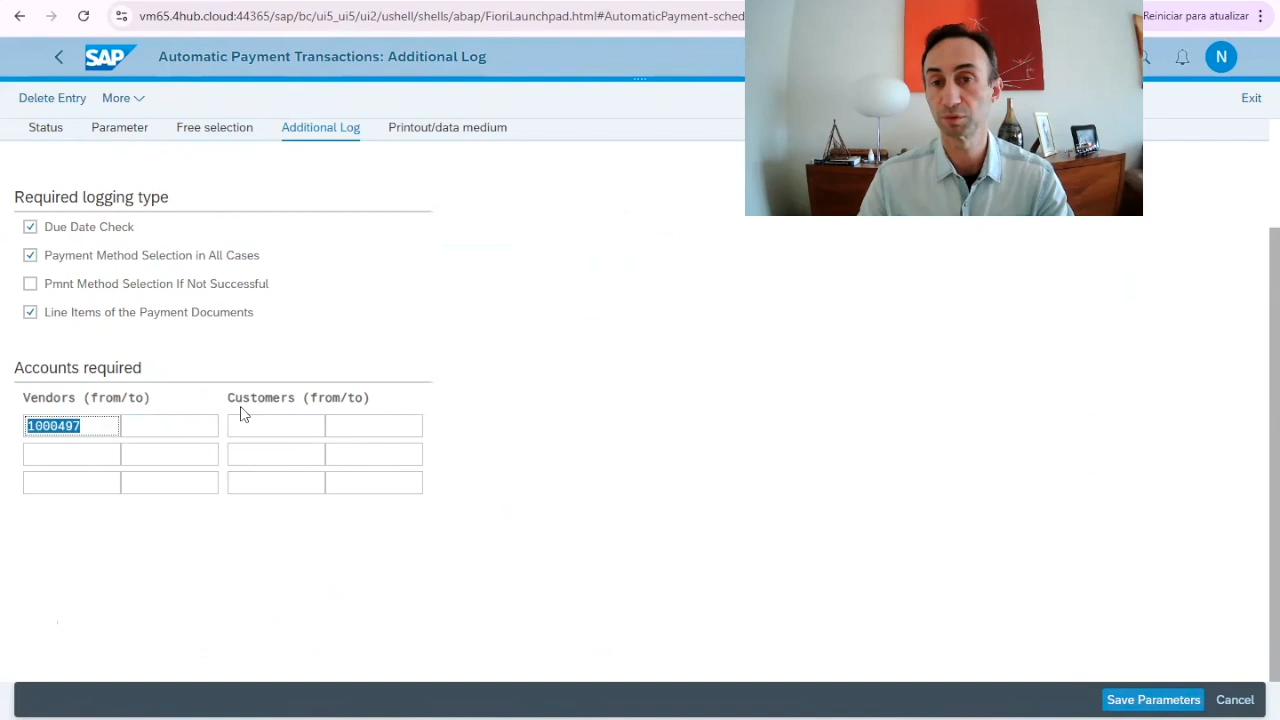 vm65.4hub.cloud:44365/sap/bc/ui5_ui5/ui2/ushell/shells/abap/FioriLaunchpad.html#AutomaticPayment-sched
Reiniciar para atualizar
SAP
Automatic Payment Transactions: Additional Log
N
Delete Entry
More
Exit
Status
Parameter
Free selection
Additional Log
Printout/data medium
Required logging type
Due Date Check
Payment Method Selection in All Cases
Pmnt Method Selection If Not Successful
Line Items of the Payment Documents
Accounts required
Vendors (from/to)
Customers (from/to)
1000497
Save Parameters
Cancel